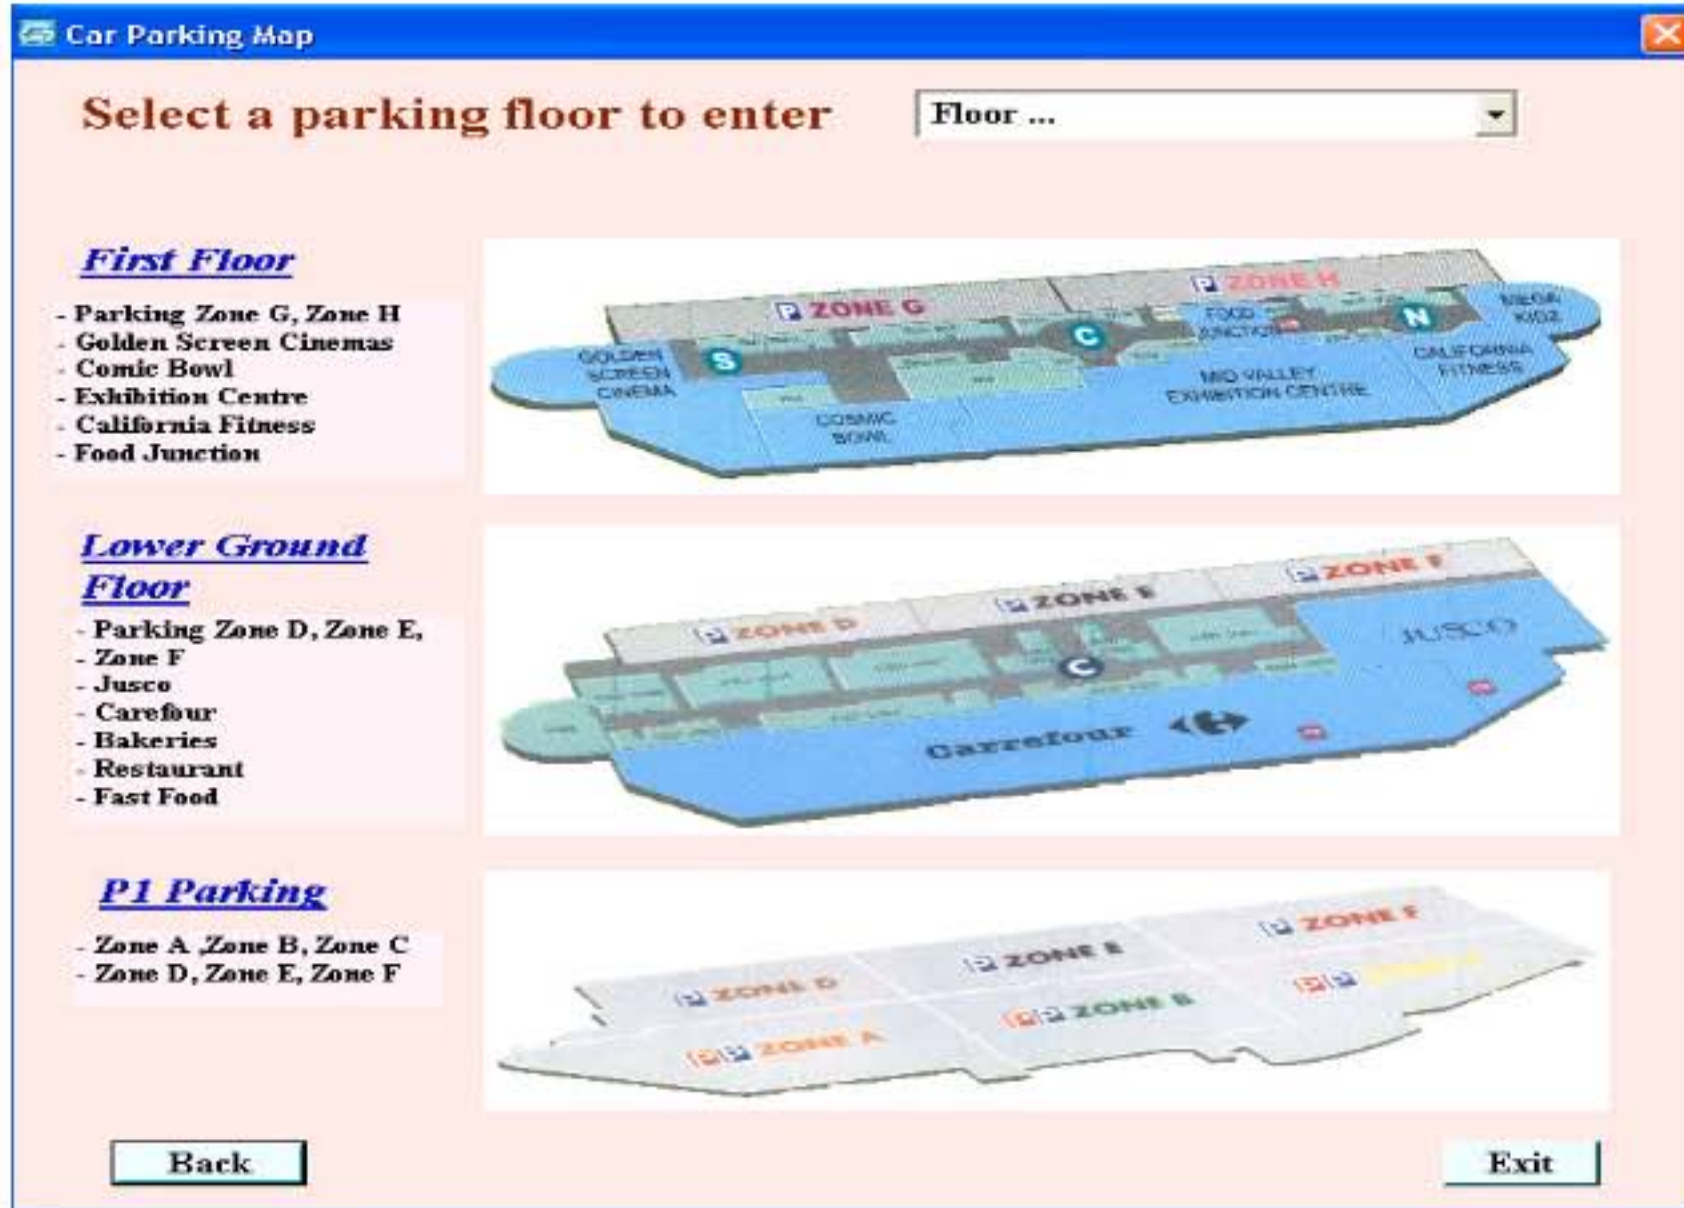 Car Parking Map
Select a parking floor to enter
Floor ...
First Floor
- Parking Zone G, Zone H
- Golden Screen Cinemas
- Comic Bowl
- Exhibition Centre
- California Fitness
- Food Junction
P ZONE G
P ZONE H
GOLDEN
SCREEN
CINEMA
S
C
FOOD
JUNCTION
N
MEGA
KIDZ
COSMIC
BOWL
MID VALLEY
EXHIBITION CENTRE
CALIFORNIA
FITNESS
Lower Ground
Floor
- Parking Zone D, Zone E,
- Zone F
- Jusco
- Carefour
- Bakeries
- Restaurant
- Fast Food
P ZONE D
P ZONE E
P ZONE F
JUSCO
C
Carrefour
P1 Parking
- Zone A ,Zone B, Zone C
- Zone D, Zone E, Zone F
P ZONE D
P ZONE E
P ZONE F
P P ZONE A
P P ZONE B
P P
Back
Exit